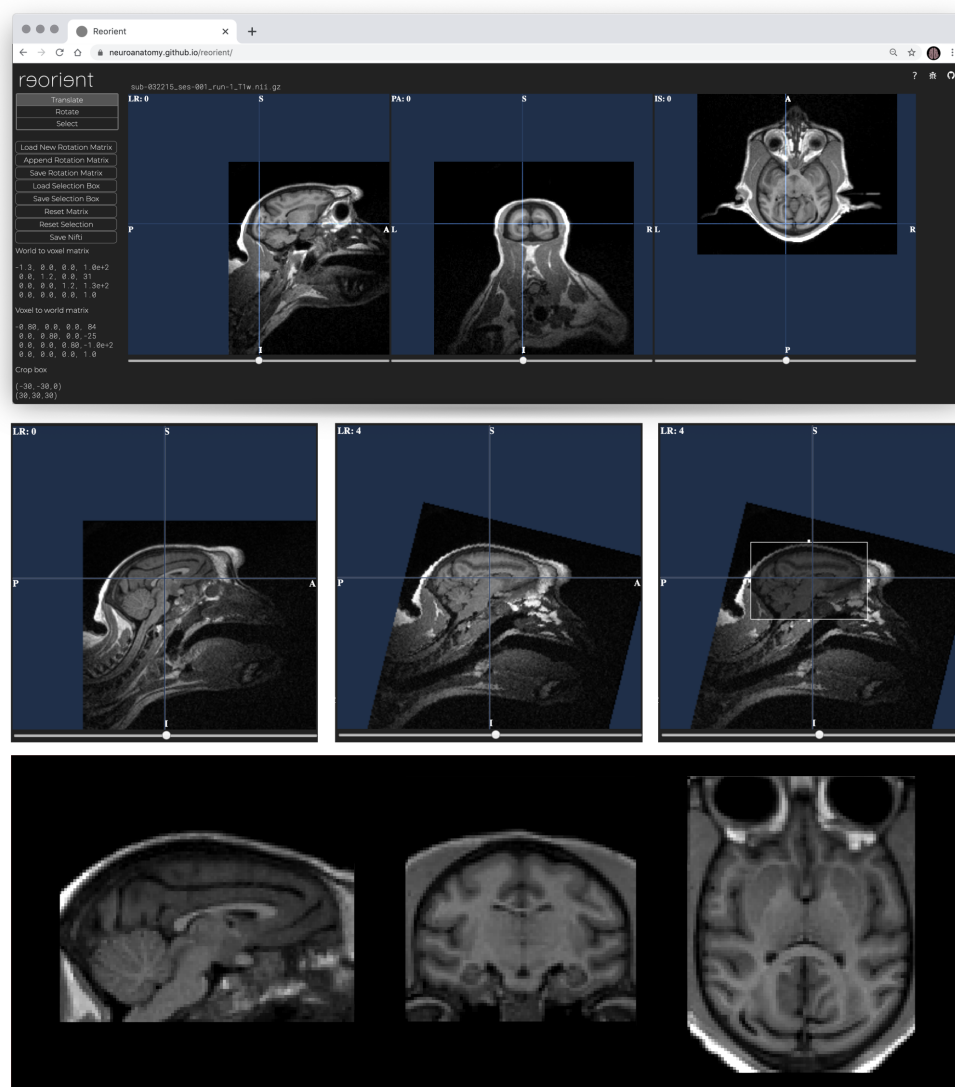 Reorient
neuroanatomy.github.io/reorient/
reorient
sub-032215_ses-001_run-1_T1w.nii.gz
?
Translate
Rotate
Select
Load New Rotation Matrix
Append Rotation Matrix
Save Rotation Matrix
Load Selection Box
Save Selection Box
Reset Matrix
Reset Selection
Save Nifti
World to voxel matrix
-1.3, 0.0, 0.0, 1.0e+2
0.0, 1.2, 0.0, 31
0.0, 0.0, 1.2, 1.3e+2
0.0, 0.0, 0.0, 1.0
Voxel to world matrix
-0.80, 0.0, 0.0, 84
0.0, 0.80, 0.0,-25
0.0, 0.0, 0.80,-1.0e+2
0.0, 0.0, 0.0, 1.0
Crop box
(-30,-30,0)
(30,30,30)
LR: 0 S
P A
I
PA: 0 S
L R
I
IS: 0 A
L R
P
LR: 0 S
P A
I
LR: 4 S
P A
I
LR: 4 S
P
I